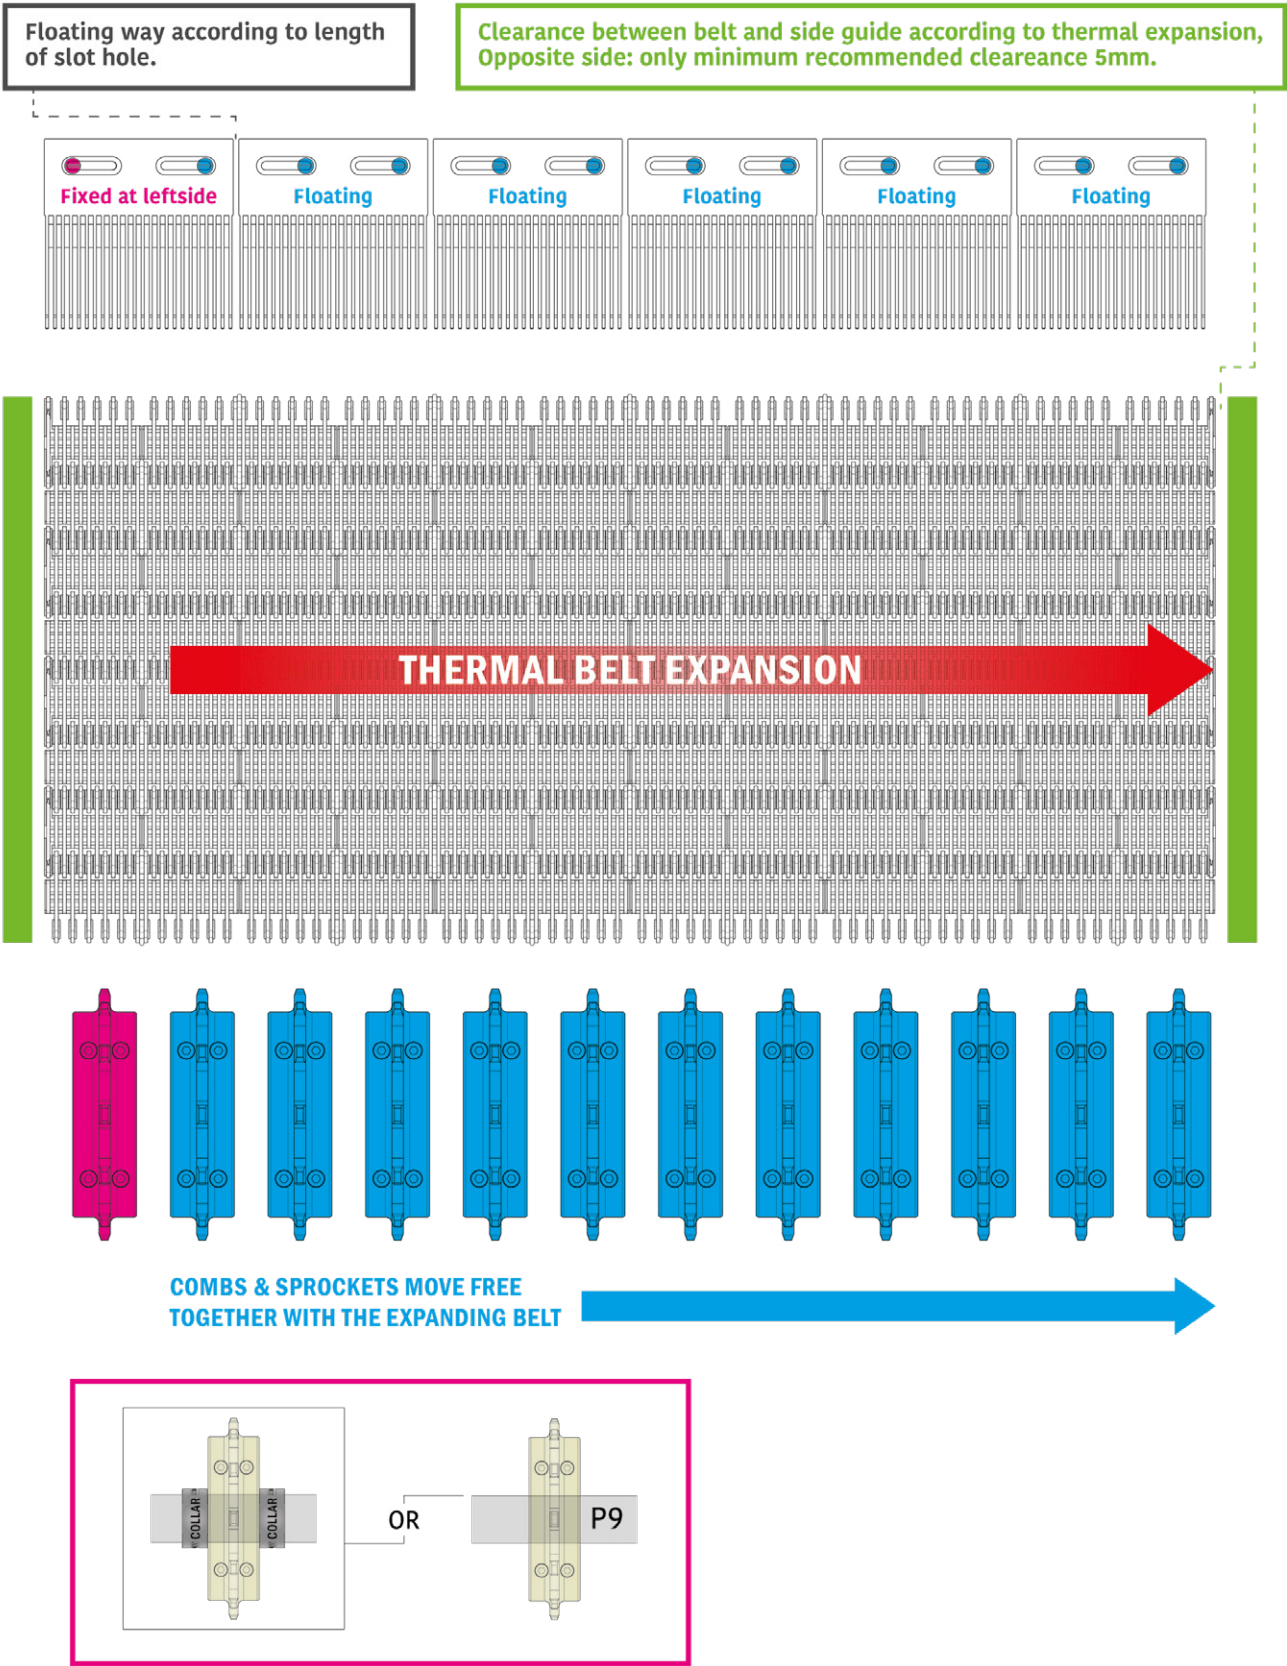 Floating way according to length
of slot hole.
Clearance between belt and side guide according to thermal expansion,
Opposite side: only minimum recommended cleareance 5mm.
Fixed at leftside
Floating
Floating
Floating
Floating
Floating
THERMAL BELT EXPANSION
COMBS & SPROCKETS MOVE FREE
TOGETHER WITH THE EXPANDING BELT
COLLAR
COLLAR
OR
P9